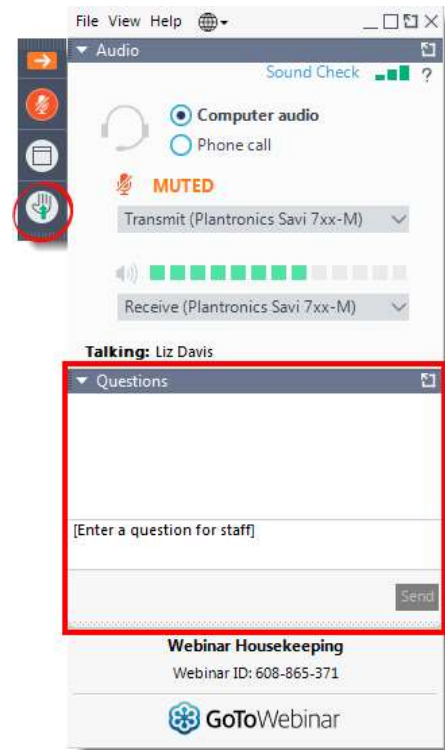 File View Help
Audio
Sound Check ?
Computer audio
Phone call
MUTED
Transmit (Plantronics Savi 7xx-M)
Receive (Plantronics Savi 7xx-M)
Talking: Liz Davis
Questions
[Enter a question for staff]
Send
Webinar Housekeeping
Webinar ID: 608-865-371
GoToWebinar